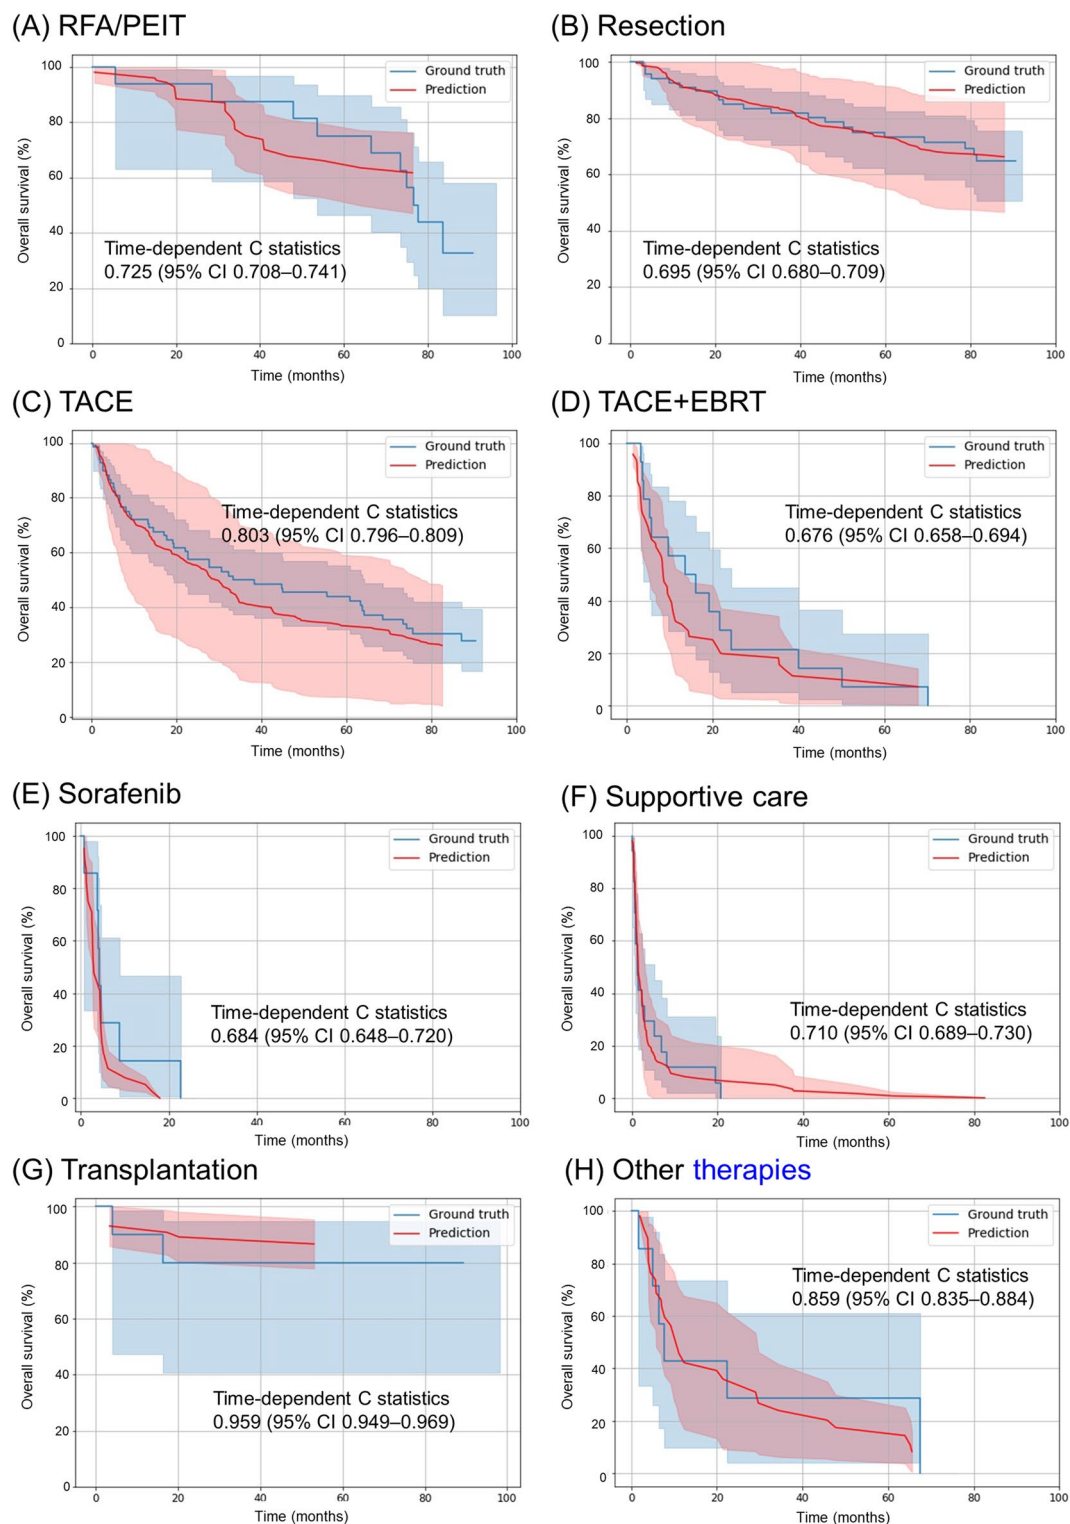 (A) RFA/PEIT
100
80
60
40
20
0
Overall survival (%)
Ground truth
Prediction
Time-dependent C statistics
0.725 (95% CI 0.708–0.741)
0 20 40 60 80 100
Time (months)
(B) Resection
100
80
60
40
20
0
Overall survival (%)
Ground truth
Prediction
Time-dependent C statistics
0.695 (95% CI 0.680–0.709)
0 20 40 60 80 100
Time (months)
(C) TACE
100
80
60
40
20
0
Overall survival (%)
Ground truth
Prediction
Time-dependent C statistics
0.803 (95% CI 0.796–0.809)
0 20 40 60 80 100
Time (months)
(D) TACE+EBRT
100
80
60
40
20
0
Overall survival (%)
Ground truth
Prediction
Time-dependent C statistics
0.676 (95% CI 0.658–0.694)
0 20 40 60 80 100
Time (months)
(E) Sorafenib
100
80
60
40
20
0
Overall survival (%)
Ground truth
Prediction
Time-dependent C statistics
0.684 (95% CI 0.648–0.720)
0 20 40 60 80 100
Time (months)
(F) Supportive care
100
80
60
40
20
0
Overall survival (%)
Ground truth
Prediction
Time-dependent C statistics
0.710 (95% CI 0.689–0.730)
0 20 40 60 80 100
Time (months)
(G) Transplantation
100
80
60
40
20
0
Overall survival (%)
Ground truth
Prediction
Time-dependent C statistics
0.959 (95% CI 0.949–0.969)
0 20 40 60 80 100
Time (months)
(H) Other therapies
100
80
60
40
20
0
Overall survival (%)
Ground truth
Prediction
Time-dependent C statistics
0.859 (95% CI 0.835–0.884)
0 20 40 60 80 100
Time (months)